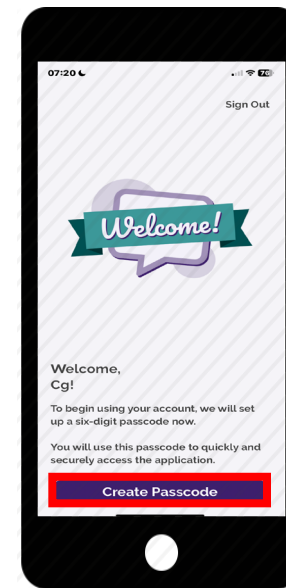 07:20
76
Sign Out
Welcome!
Welcome,
Cg!
To begin using your account, we will set
up a six-digit passcode now.
You will use this passcode to quickly and
securely access the application.
Create Passcode